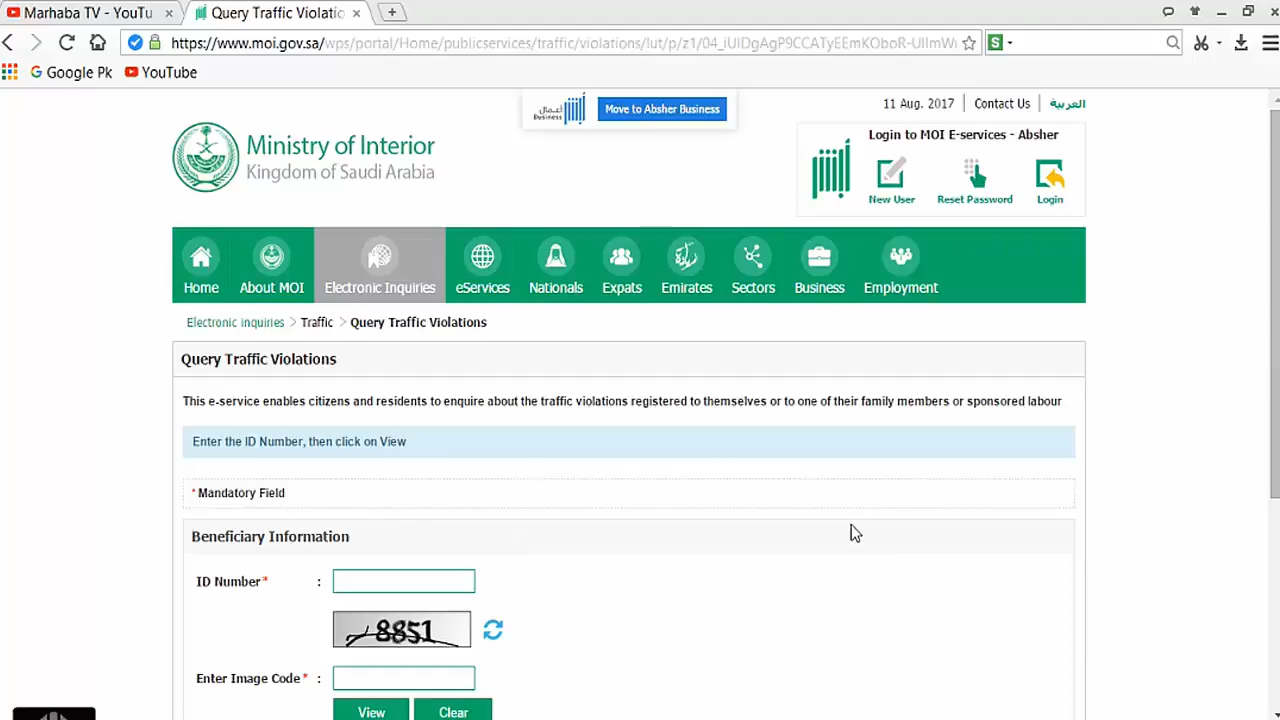 Marhaba TV - YouTu
Query Traffic Violatio
https://www.moi.gov.sa/wps/portal/Home/publicservices/traffic/violations/lut/p/z1/04_iUlDgAgP9CCATyEEmKOboR-UllmW
S
Google Pk
YouTube
أعمال
Business
Move to Absher Business
11 Aug. 2017
Contact Us
العربية
Ministry of Interior
Kingdom of Saudi Arabia
Login to MOI E-services - Absher
أبشر
New User
Reset Password
Login
Home
About MOI
Electronic Inquiries
eServices
Nationals
Expats
Emirates
Sectors
Business
Employment
Electronic inquiries > Traffic > Query Traffic Violations
Query Traffic Violations
This e-service enables citizens and residents to enquire about the traffic violations registered to themselves or to one of their family members or sponsored labour
Enter the ID Number, then click on View
* Mandatory Field
Beneficiary Information
ID Number* :
8851
Enter Image Code* :
View
Clear